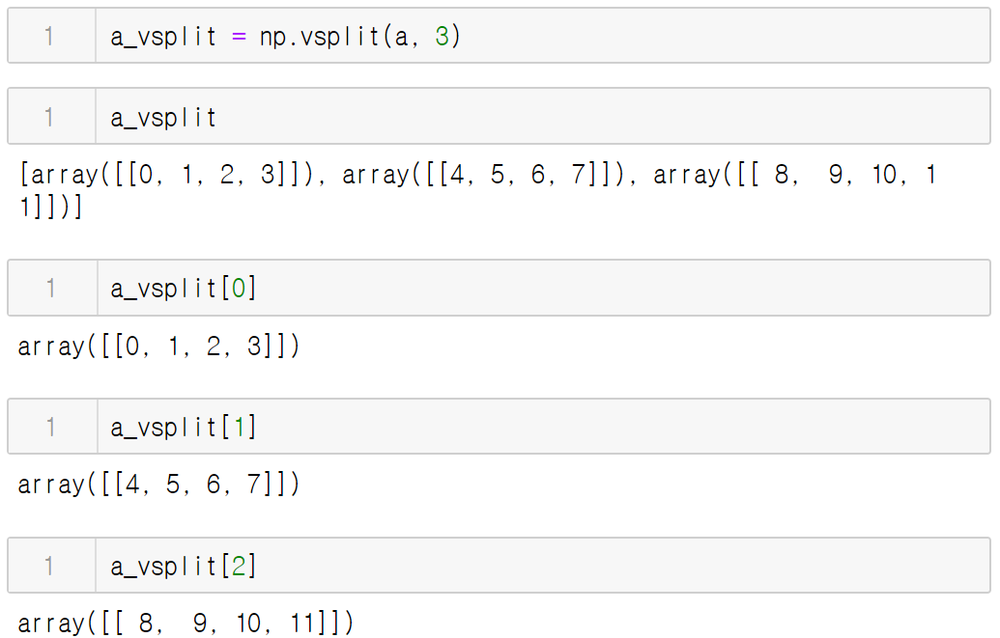 1 a_vsplit = np.vsplit(a, 3)
1 a_vsplit
[array([[0, 1, 2, 3]]), array([[4, 5, 6, 7]]), array([[ 8,  9, 10, 1
1]])]
1 a_vsplit[0]
array([[0, 1, 2, 3]])
1 a_vsplit[1]
array([[4, 5, 6, 7]])
1 a_vsplit[2]
array([[ 8,  9, 10, 11]])